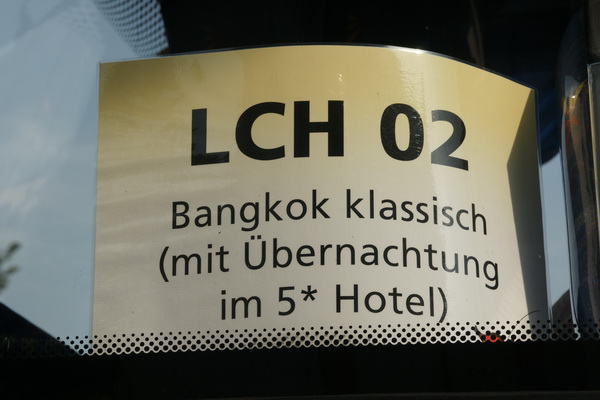 LCH 02
Bangkok klassisch
(mit Übernachtung
im 5* Hotel)